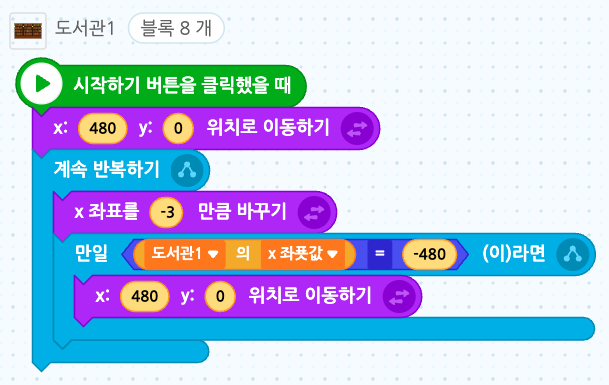 도서관1 블록 8 개
시작하기 버튼을 클릭했을 때
x: 480 y: 0 위치로 이동하기
계속 반복하기
x 좌표를 -3 만큼 바꾸기
만일 도서관1 의 x 좌푯값 = -480 (이)라면
x: 480 y: 0 위치로 이동하기